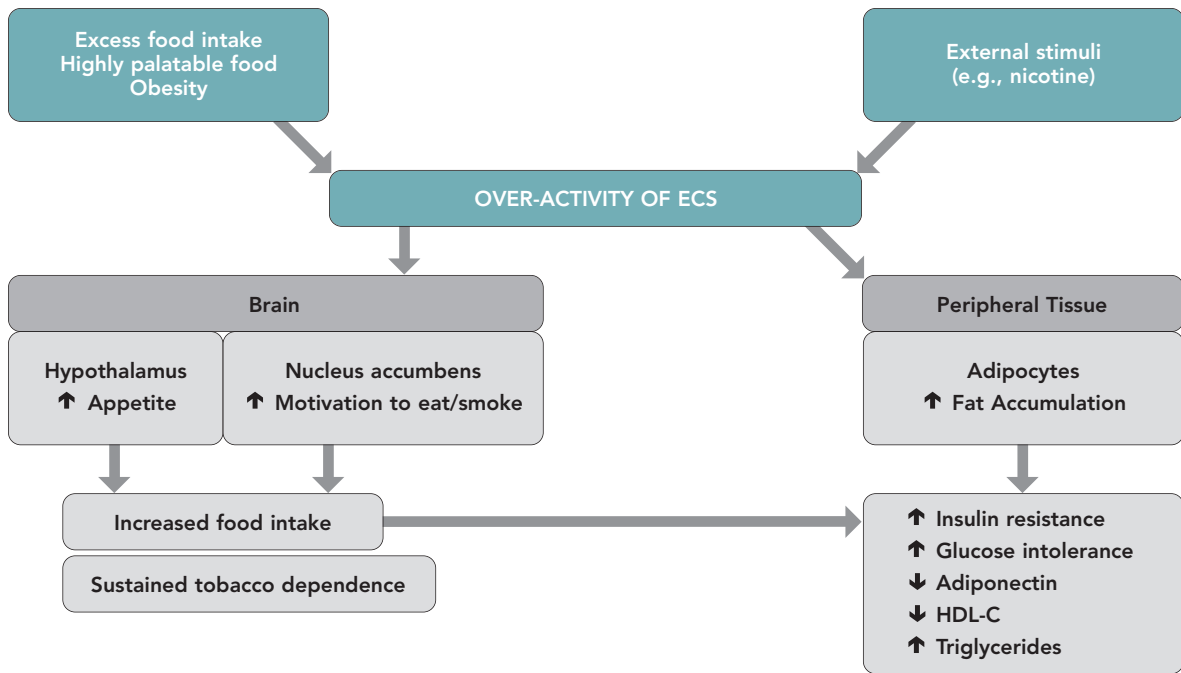 Excess food intake
Highly palatable food
Obesity
External stimuli
(e.g., nicotine)
OVER-ACTIVITY OF ECS
Brain
Hypothalamus
↑ Appetite
Nucleus accumbens
↑ Motivation to eat/smoke
Peripheral Tissue
Adipocytes
↑ Fat Accumulation
Increased food intake
Sustained tobacco dependence
↑ Insulin resistance
↑ Glucose intolerance
↓ Adiponectin
↓ HDL-C
↑ Triglycerides